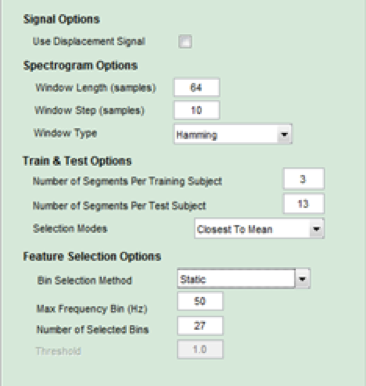 Signal Options
Use Displacement Signal
Spectrogram Options
Window Length (samples) 64
Window Step (samples) 10
Window Type Hamming
Train & Test Options
Number of Segments Per Training Subject 3
Number of Segments Per Test Subject 13
Selection Modes Closest To Mean
Feature Selection Options
Bin Selection Method Static
Max Frequency Bin (Hz) 50
Number of Selected Bins 27
Threshold 1.0